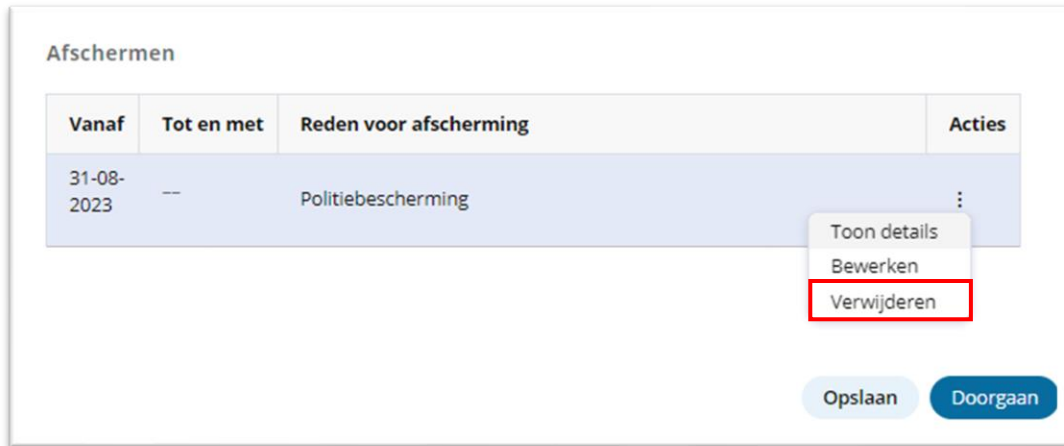 Afschermen
Vanaf Tot en met Reden voor afscherming Acties
31-08-
2023 -- Politiebescherming
Toon details
Bewerken
Verwijderen
Opslaan Doorgaan